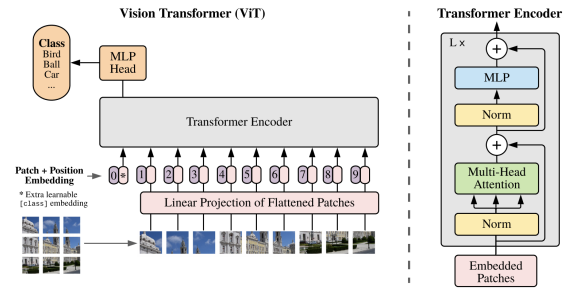 Vision Transformer (ViT)
Class
Bird
Ball
Car
...
MLP
Head
Transformer Encoder
Patch + Position
Embedding
* Extra learnable
[class] embedding
0 * 1 2 3 4 5 6 7 8 9
Linear Projection of Flattened Patches
Transformer Encoder
L x
+
MLP
Norm
+
Multi-Head
Attention
Norm
Embedded
Patches